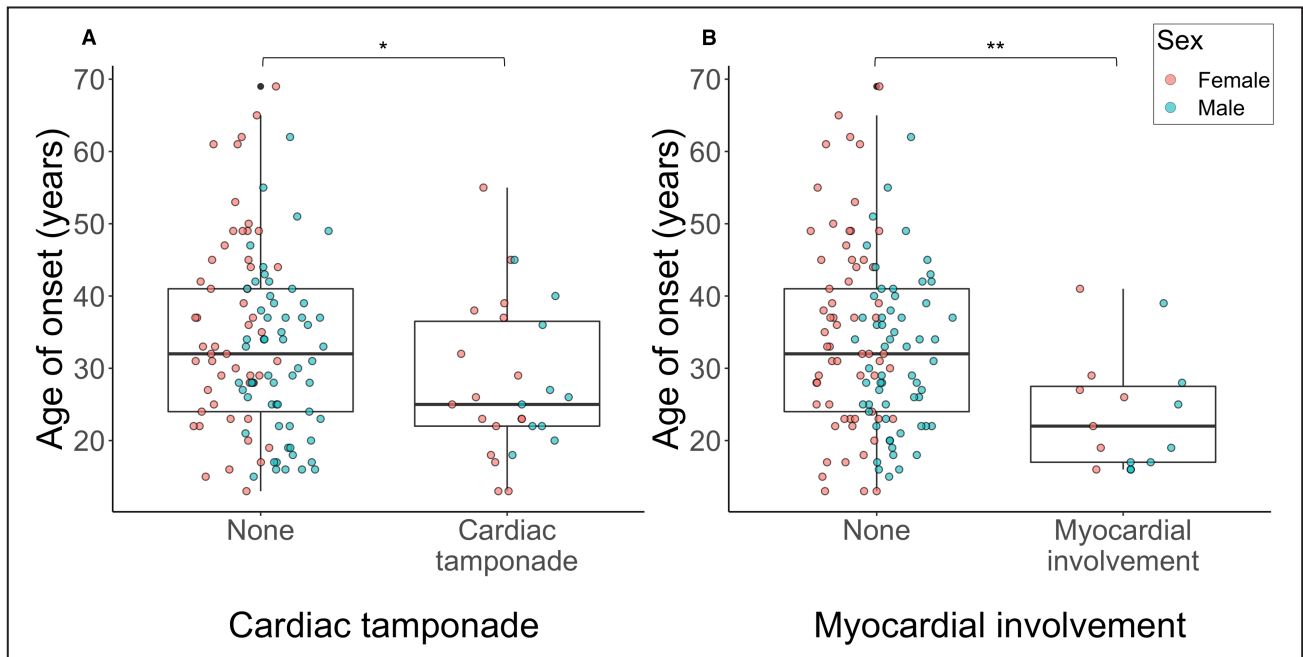 A
*
70
60
50
40
30
20
Age of onset (years)
None
Cardiac
tamponade
Cardiac tamponade
B
**
Sex
Female
Male
70
60
50
40
30
20
Age of onset (years)
None
Myocardial
involvement
Myocardial involvement